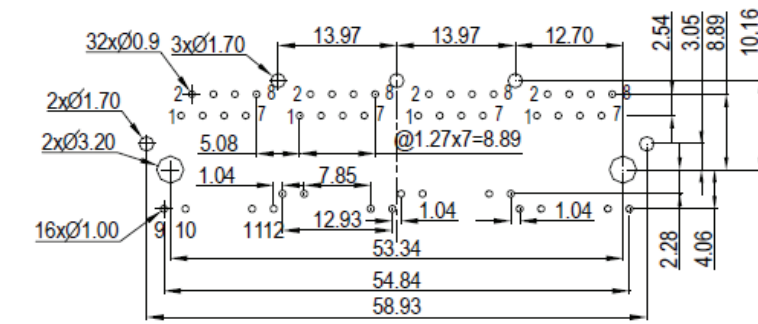 32xØ0.9 3xØ1.70 13.97 13.97 12.70 2.54 3.05 8.89 10.16
2 8 2 8 2 8 2 8
2xØ1.70 1 7 1 7 1 7 1 7
2xØ3.20 5.08 @1.27x7=8.89
1.04 7.85
12.93 1.04 1.04
16xØ1.00 9 10 1112 2.28 4.06
53.34
54.84
58.93